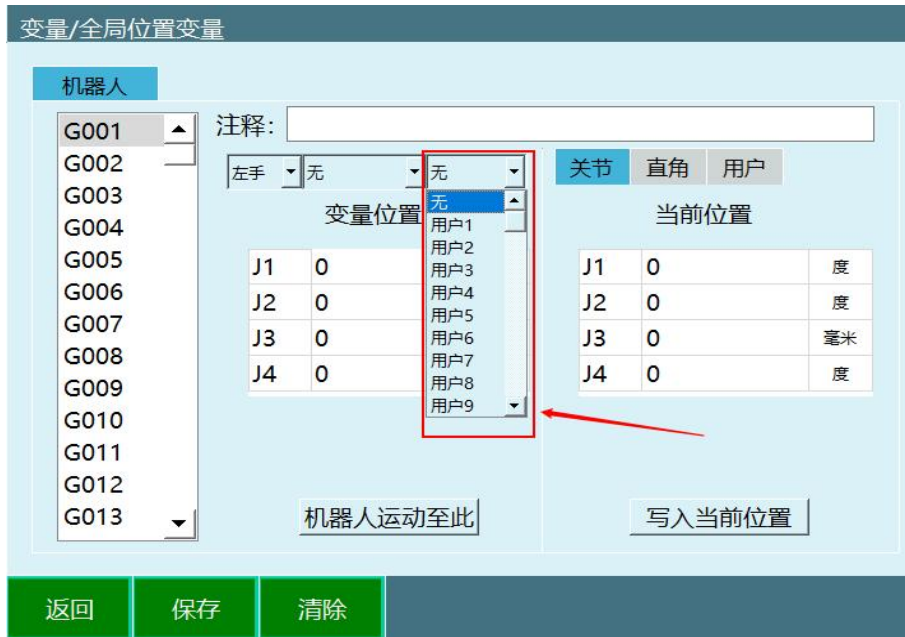 变量/全局位置变量
机器人
G001
G002
G003
G004
G005
G006
G007
G008
G009
G010
G011
G012
G013
注释:
左手 无 无
无
用户1
用户2
用户3
用户4
用户5
用户6
用户7
用户8
用户9
变量位置
J1 0
J2 0
J3 0
J4 0
机器人运动至此
关节 直角 用户
当前位置
J1 0 度
J2 0 度
J3 0 毫米
J4 0 度
写入当前位置
返回 保存 清除